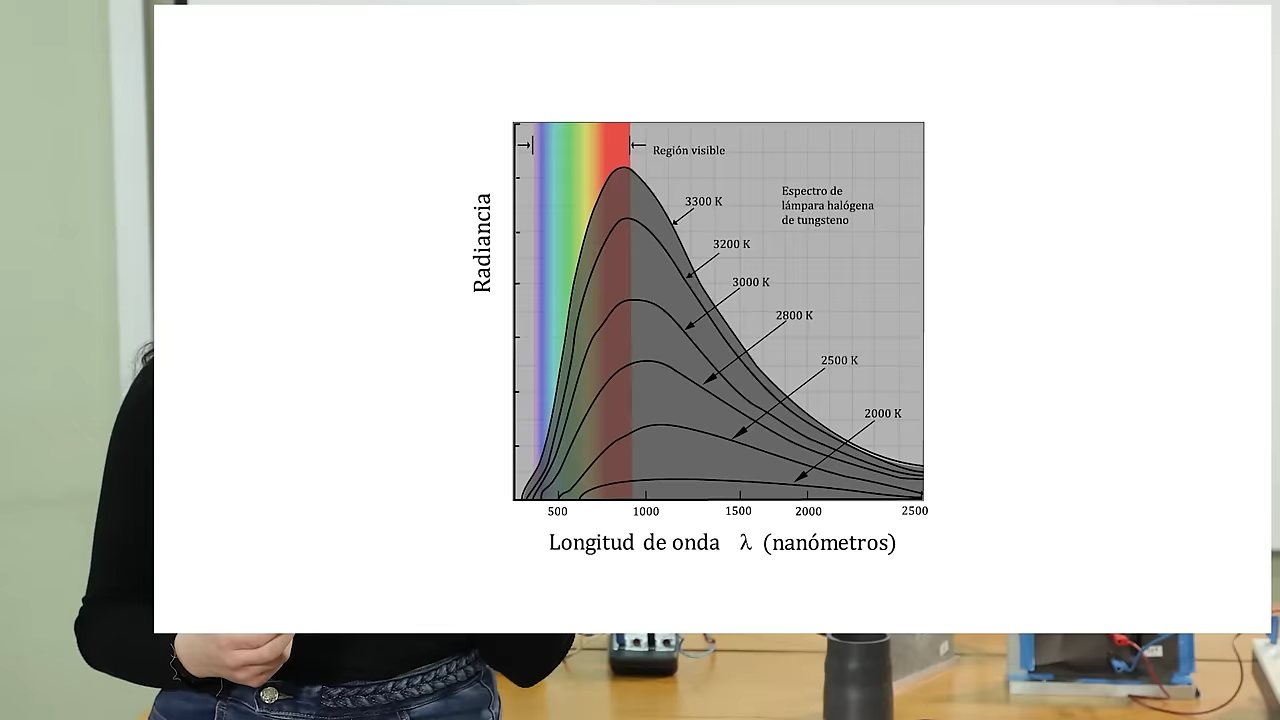 Región visible
Espectro de
lámpara halógena
de tungsteno
3300 K
3200 K
3000 K
2800 K
2500 K
2000 K
Radiancia
500 1000 1500 2000 2500
Longitud de onda λ (nanómetros)